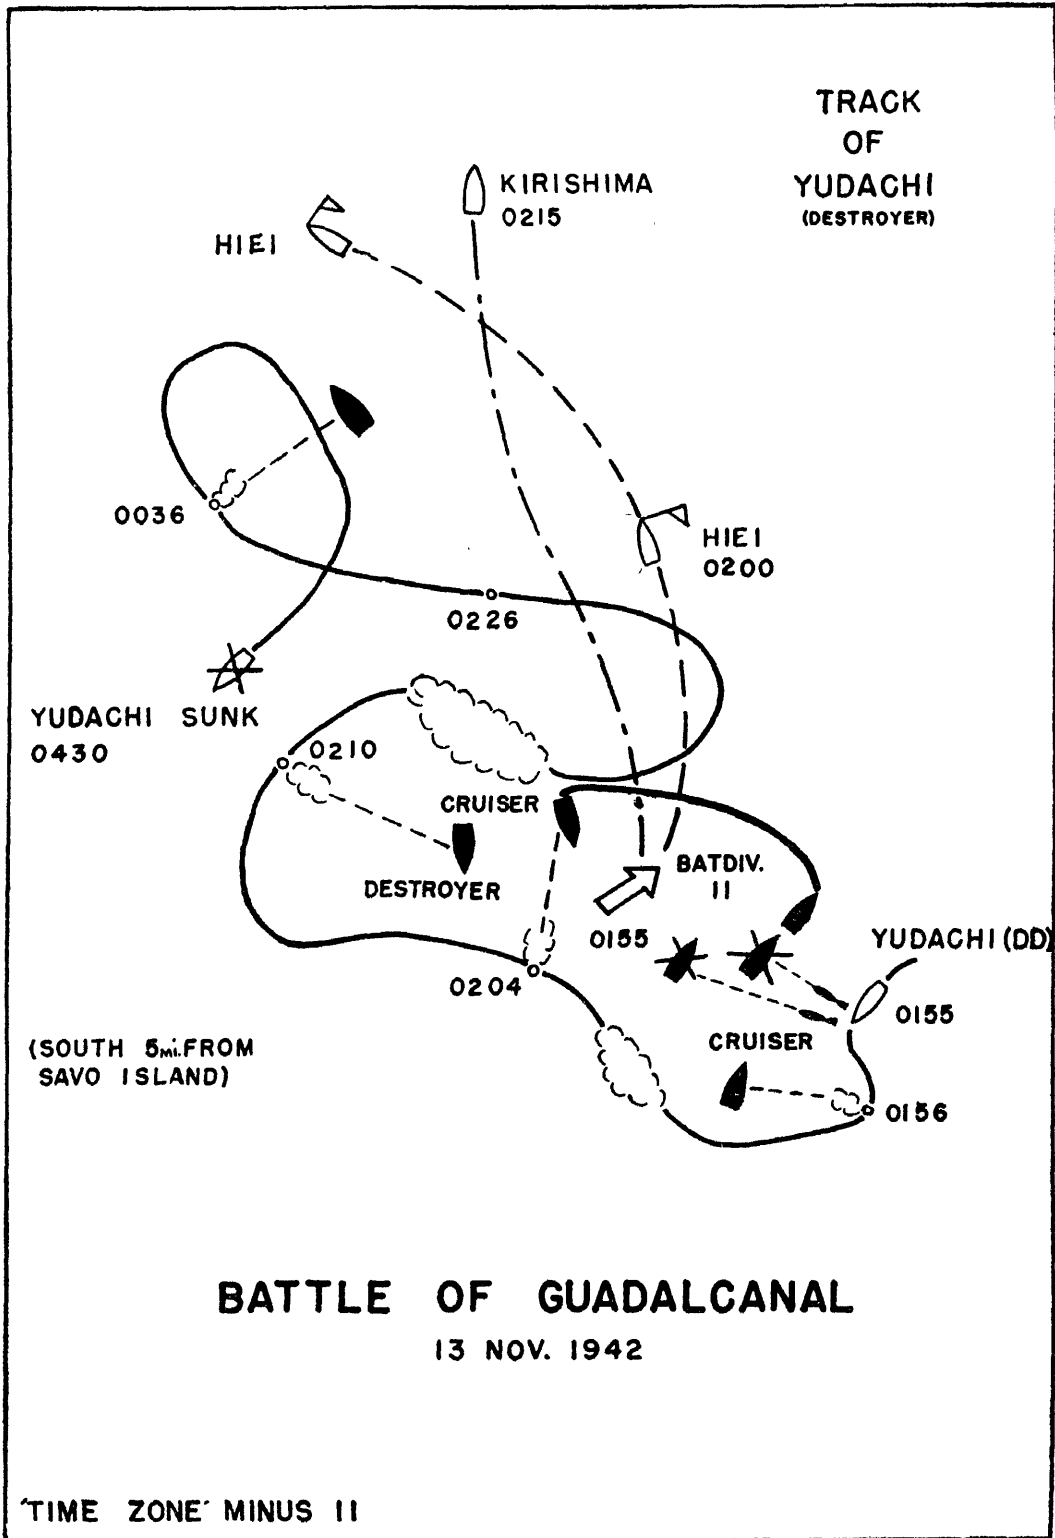 TRACK
OF
YUDACHI
(DESTROYER)
KIRISHIMA
0215
HIEI
0036
HIEI
0200
0226
YUDACHI SUNK
0430
0210
CRUISER
DESTROYER
BATDIV.
11
0155
YUDACHI (DD)
0155
0204
CRUISER
0156
(SOUTH 5mi. FROM
SAVO ISLAND)
BATTLE OF GUADALCANAL
13 NOV. 1942
'TIME ZONE' MINUS 11